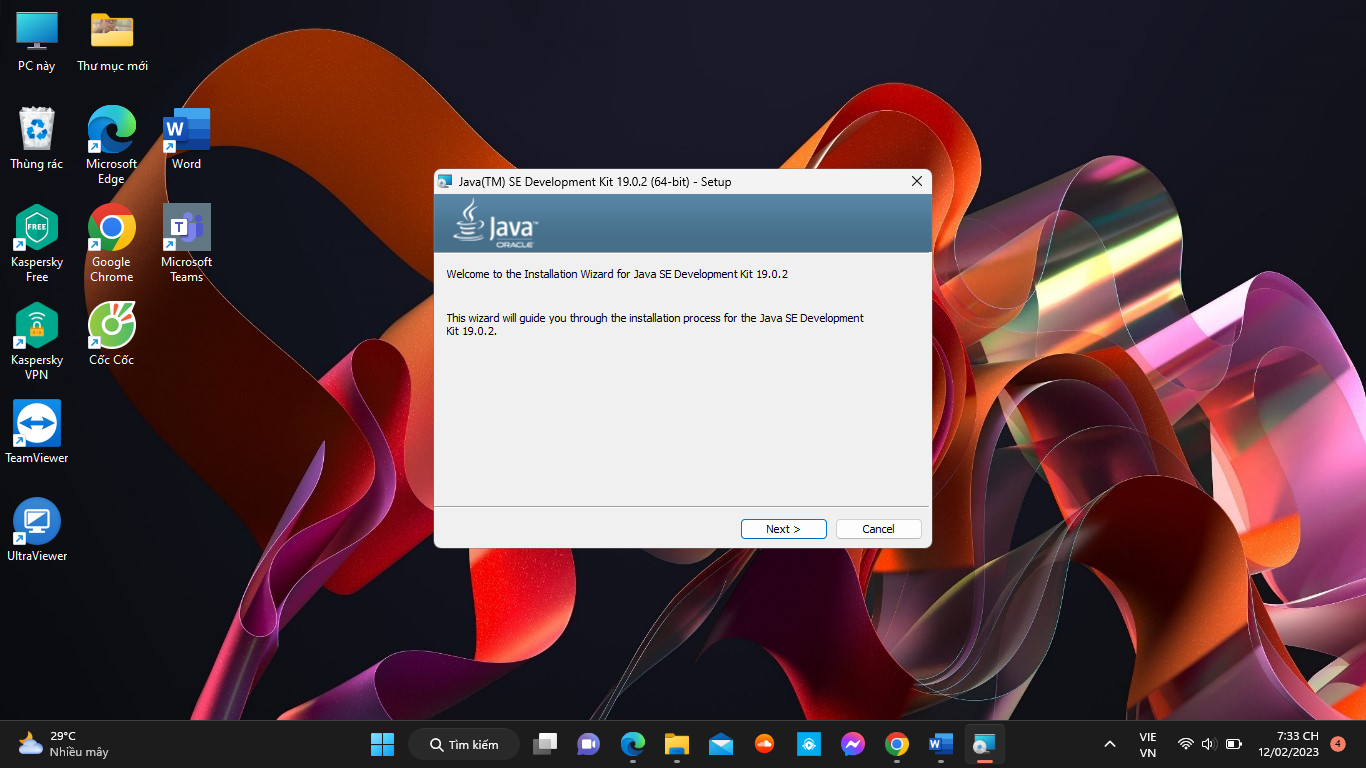 PC này
Thư mục mới
Thùng rác
Microsoft
Edge
W
Word
FREE
Kaspersky
Free
Google
Chrome
T
Microsoft
Teams
Kaspersky
VPN
Cốc Cốc
TeamViewer
UltraViewer
Java(TM) SE Development Kit 19.0.2 (64-bit) - Setup
Java™
ORACLE
Welcome to the Installation Wizard for Java SE Development Kit 19.0.2
This wizard will guide you through the installation process for the Java SE Development
Kit 19.0.2.
Next >
Cancel
29°C
Nhiều mây
Tìm kiếm
W
VIE
VN
7:33 CH
12/02/2023
4